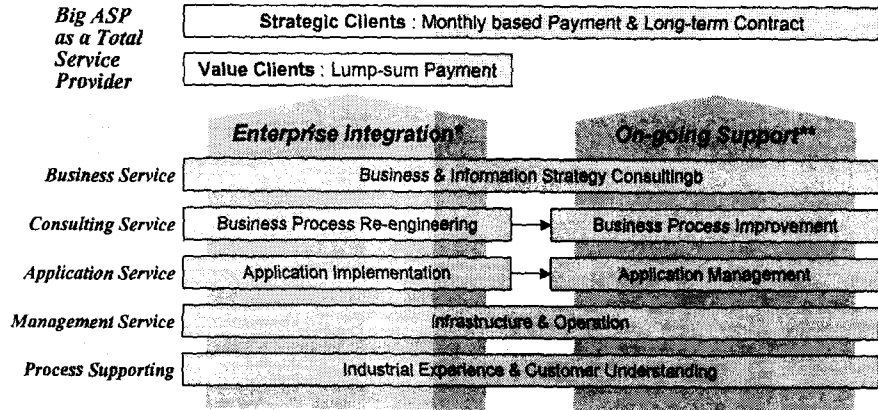 Big ASP
as a Total
Service
Provider
Strategic Clients : Monthly based Payment & Long-term Contract
Value Clients : Lump-sum Payment
Enterprise Integration*
On-going Support**
Business Service
Business & Information Strategy Consultingb
Consulting Service
Business Process Re-engineering
Business Process Improvement
Application Service
Application Implementation
Application Management
Management Service
Infrastructure & Operation
Process Supporting
Industrial Experience & Customer Understanding